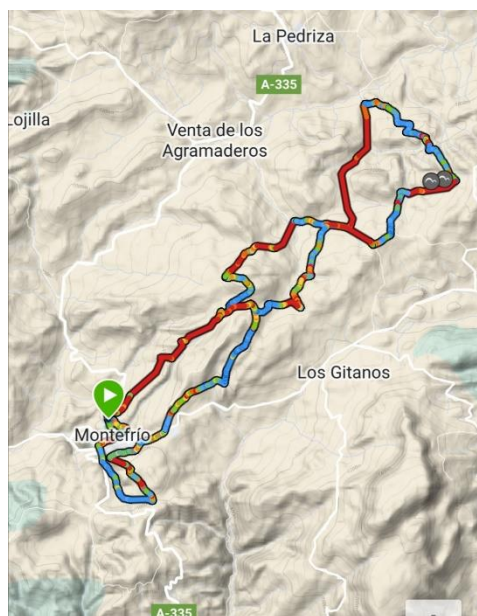 La Pedriza
A-335
Lojilla
Venta de los
Agramaderos
Los Gitanos
Montefrío
A-335